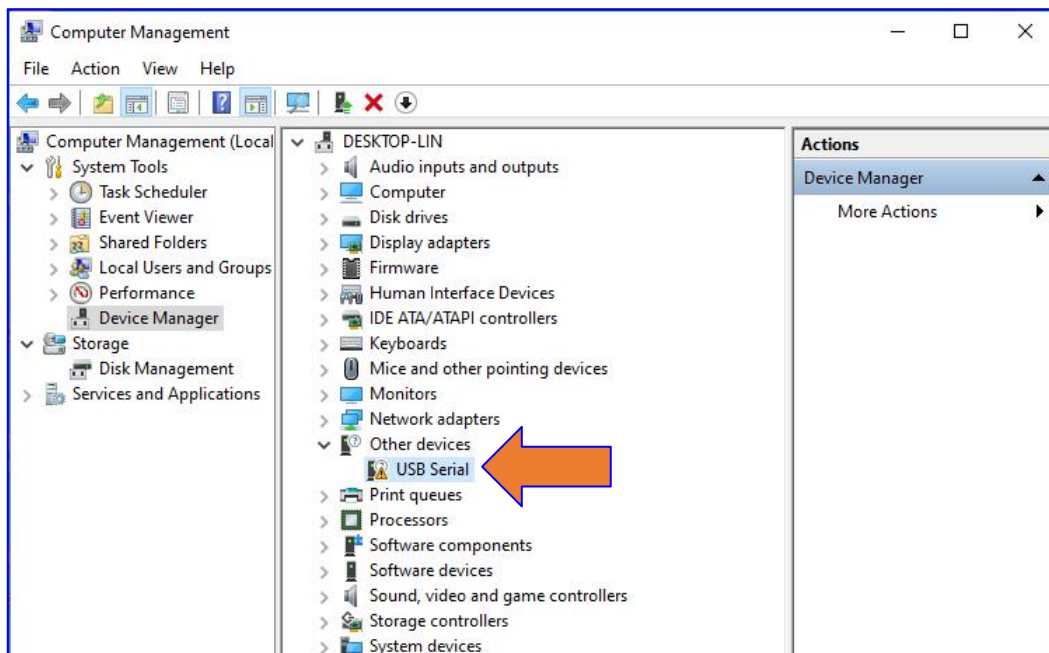 Computer Management
File Action View Help
Computer Management (Local
System Tools
Task Scheduler
Event Viewer
Shared Folders
Local Users and Groups
Performance
Device Manager
Storage
Disk Management
Services and Applications
DESKTOP-LIN
Audio inputs and outputs
Computer
Disk drives
Display adapters
Firmware
Human Interface Devices
IDE ATA/ATAPI controllers
Keyboards
Mice and other pointing devices
Monitors
Network adapters
Other devices
USB Serial
Print queues
Processors
Software components
Software devices
Sound, video and game controllers
Storage controllers
System devices
Actions
Device Manager
More Actions